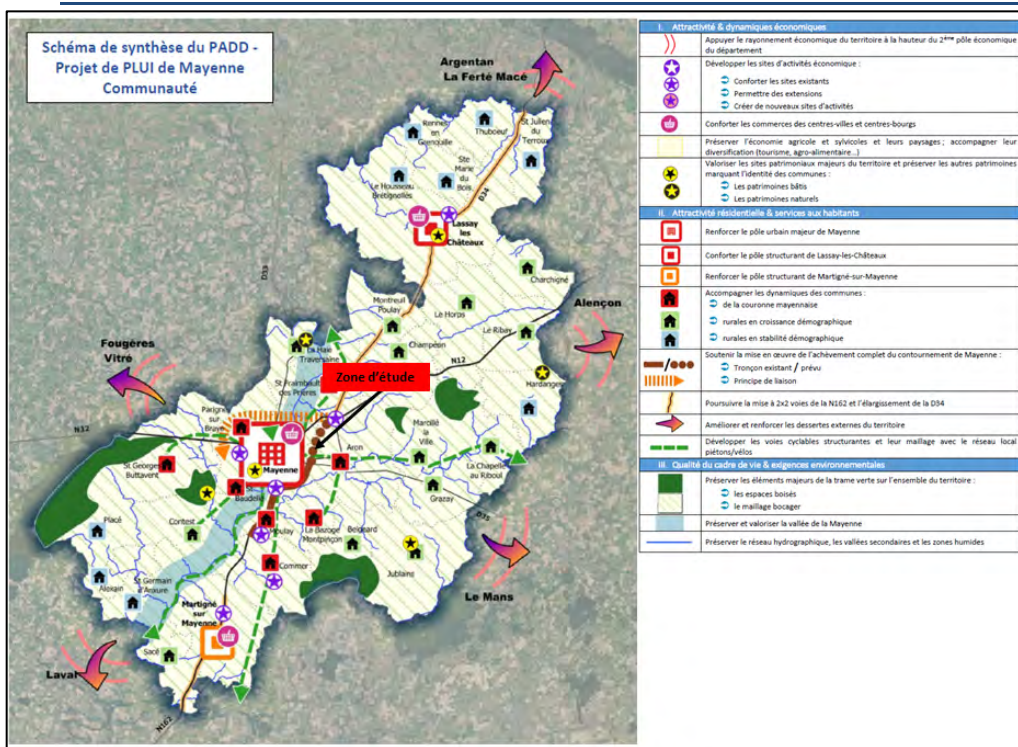 Schéma de synthèse du PADD -
Projet de PLUI de Mayenne
Communauté
Argentan
La Ferté Macé
Rennes
en
Grenouille
Thuboeuf
St Julien
du
Terroux
Ste
Marie
du
Bois
Le Housseau
Brétignolles
D34
Lassay
les
Châteaux
D33
Charchigné
Montreuil
Poulay
Le Horps
Alençon
Le Ribay
Champéon
N12
La Haie
Traversaine
Fougères
Vitré
St Fraimbault
des Prières
Zone d'étude
Hardanges
Parigné
sur
Braye
Marcillé
la
Ville
Aron
N12
Mayenne
St Georges
Buttavent
La Chapelle
au Riboul
St
Baudelle
Grazay
Contest
Placé
Moulay
La Bazoge
Montpinçon
Belgeard
D35
Commer
Jublains
Alexain
St Germain
d'Anxure
Le Mans
Martigné
sur
Mayenne
Sacé
Laval
N162
I. Attractivité & dynamiques économiques
Appuyer le rayonnement économique du territoire à la hauteur du 2ème pôle économique
du département
Développer les sites d'activités économique :
Conforter les sites existants
Permettre des extensions
Créer de nouveaux sites d'activités
Conforter les commerces des centres-villes et centres-bourgs
Préserver l'économie agricole et sylvicoles et leurs paysages ; accompagner leur
diversification (tourisme, agro-alimentaire...)
Valoriser les sites patrimoniaux majeurs du territoire et préserver les autres patrimoines
marquant l'identité des communes :
Les patrimoines bâtis
Les patrimoines naturels
II. Attractivité résidentielle & services aux habitants
Renforcer le pôle urbain majeur de Mayenne
Conforter le pôle structurant de Lassay-les-Châteaux
Renforcer le pôle structurant de Martigné-sur-Mayenne
Accompagner les dynamiques des communes :
de la couronne mayennaise
rurales en croissance démographique
rurales en stabilité démographique
Soutenir la mise en œuvre de l'achèvement complet du contournement de Mayenne :
Tronçon existant / prévu
Principe de liaison
Poursuivre la mise à 2x2 voies de la N162 et l'élargissement de la D34
Améliorer et renforcer les dessertes externes du territoire
Développer les voies cyclables structurantes et leur maillage avec le réseau local
piétons/vélos
III. Qualité du cadre de vie & exigences environnementales
Préserver les éléments majeurs de la trame verte sur l'ensemble du territoire :
les espaces boisés
le maillage bocager
Préserver et valoriser la vallée de la Mayenne
Préserver le réseau hydrographique, les vallées secondaires et les zones humides